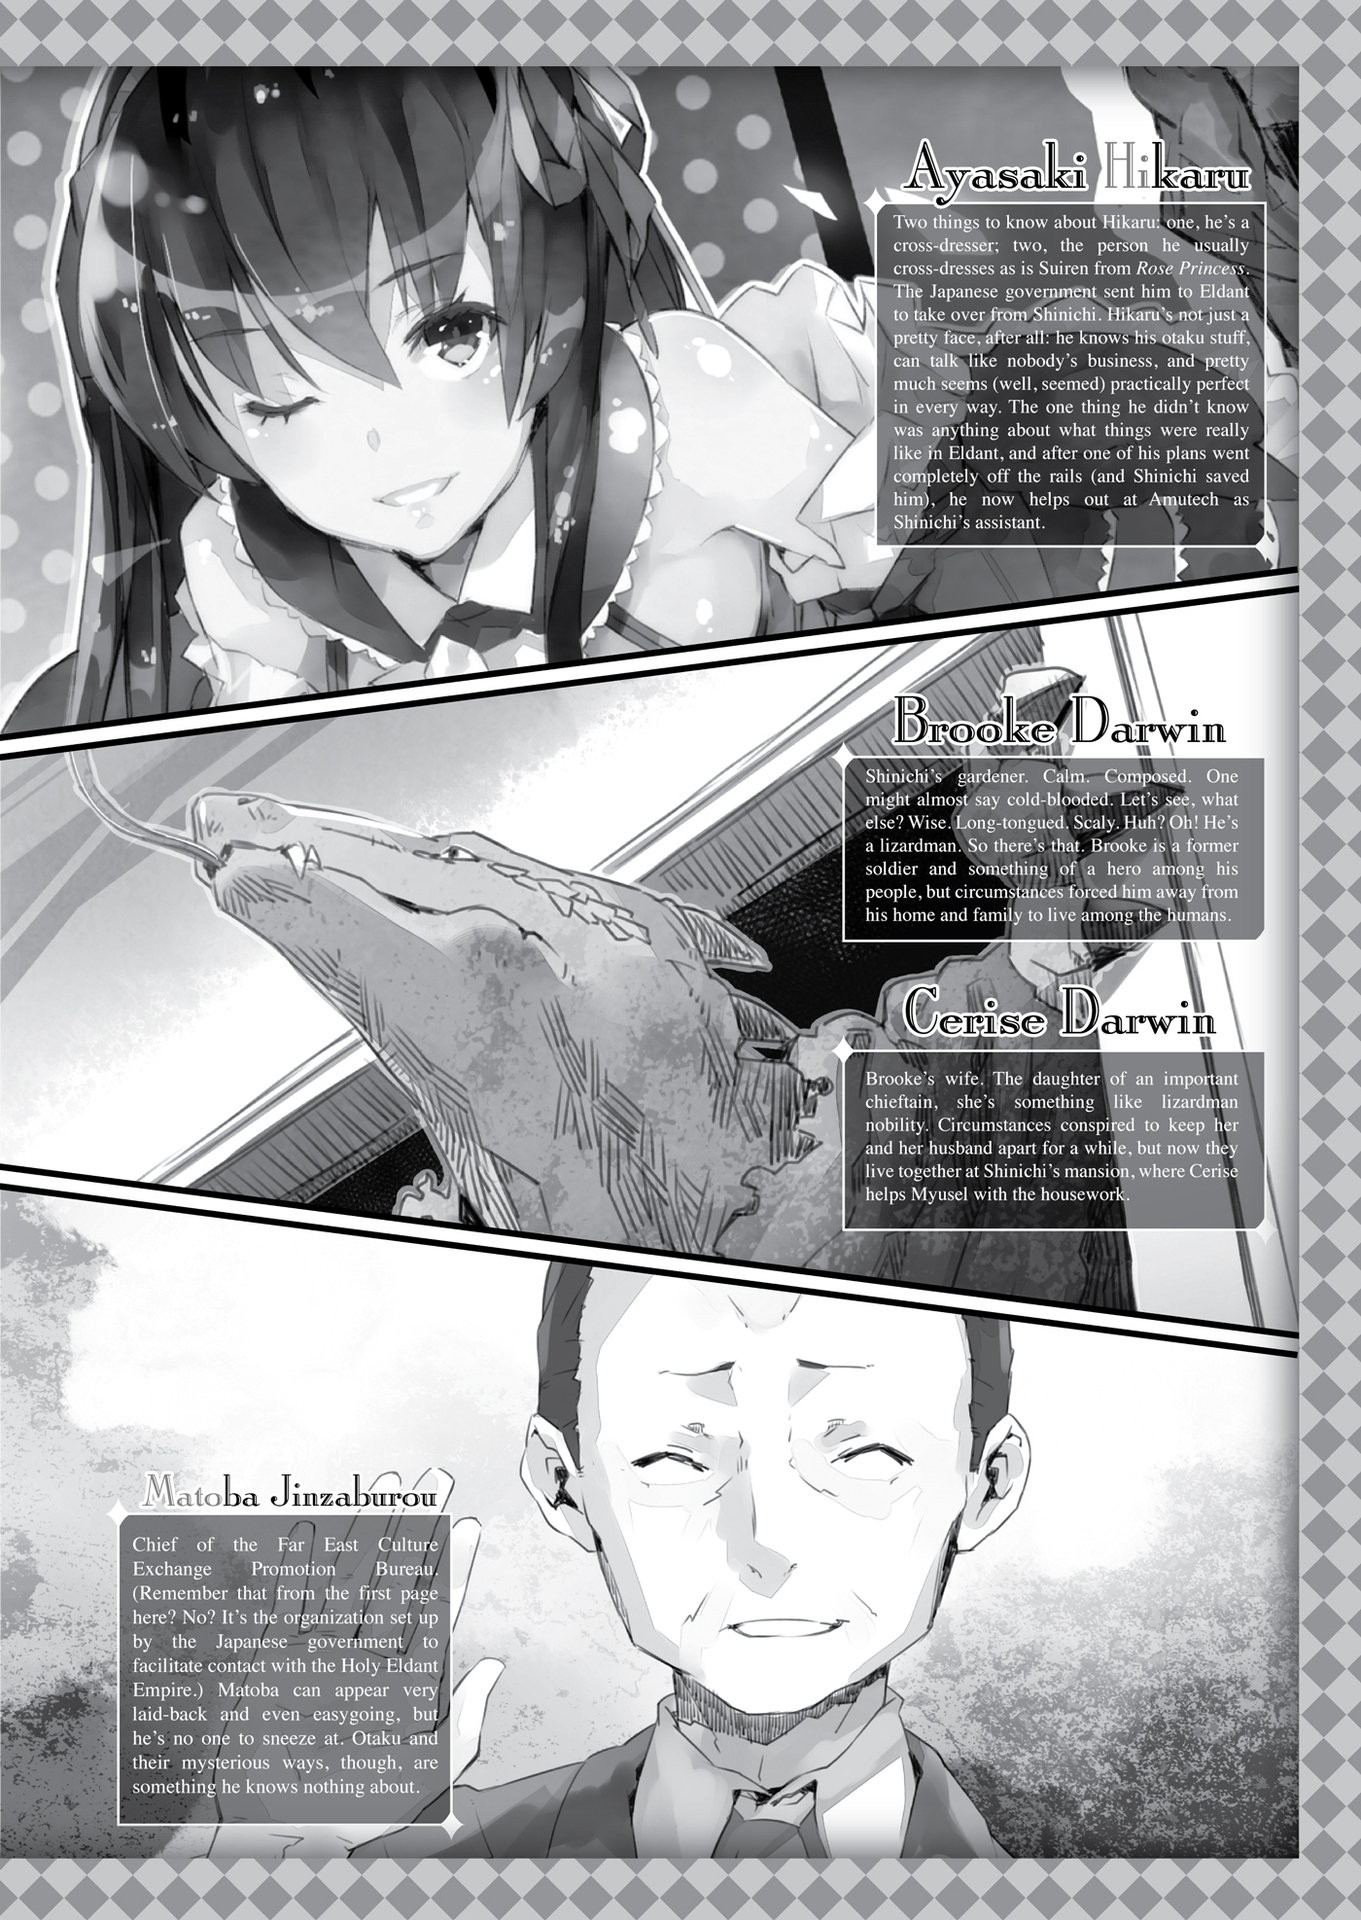 Ayasaki Hikaru
Two things to know about Hikaru: one, he's a
cross-dresser; two, the person he usually
cross-dresses as is Suiren from Rose Princess.
The Japanese government sent him to Eldant
to take over from Shinichi. Hikaru's not just a
pretty face, after all: he knows his otaku stuff,
can talk like nobody's business, and pretty
much seems (well, seemed) practically perfect
in every way. The one thing he didn't know
was anything about what things were really
like in Eldant, and after one of his plans went
completely off the rails (and Shinichi saved
him), he now helps out at Amutech as
Shinichi's assistant.
Brooke Darwin
Shinichi's gardener. Calm. Composed. One
might almost say cold-blooded. Let's see, what
else? Wise. Long-tongued. Scaly. Huh? Oh! He's
a lizardman. So there's that. Brooke is a former
soldier and something of a hero among his
people, but circumstances forced him away from
his home and family to live among the humans.
Cerise Darwin
Brooke's wife. The daughter of an important
chieftain, she's something like lizardman
nobility. Circumstances conspired to keep her
and her husband apart for a while, but now they
live together at Shinichi's mansion, where Cerise
helps Myusel with the housework.
Matoba Jinzaburou
Chief of the Far East Culture
Exchange Promotion Bureau.
(Remember that from the first page
here? No? It's the organization set up
by the Japanese government to
facilitate contact with the Holy Eldant
Empire.) Matoba can appear very
laid-back and even easygoing, but
he's no one to sneeze at. Otaku and
their mysterious ways, though, are
something he knows nothing about.